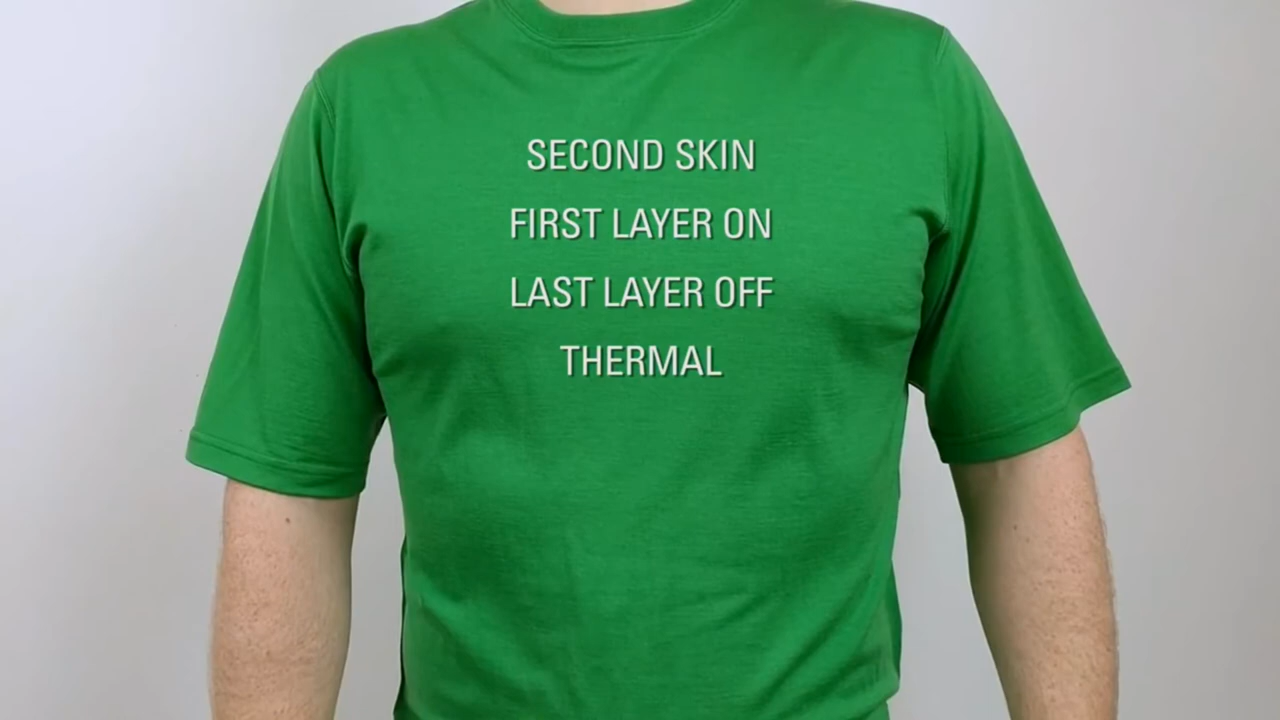 SECOND SKIN
FIRST LAYER ON
LAST LAYER OFF
THERMAL